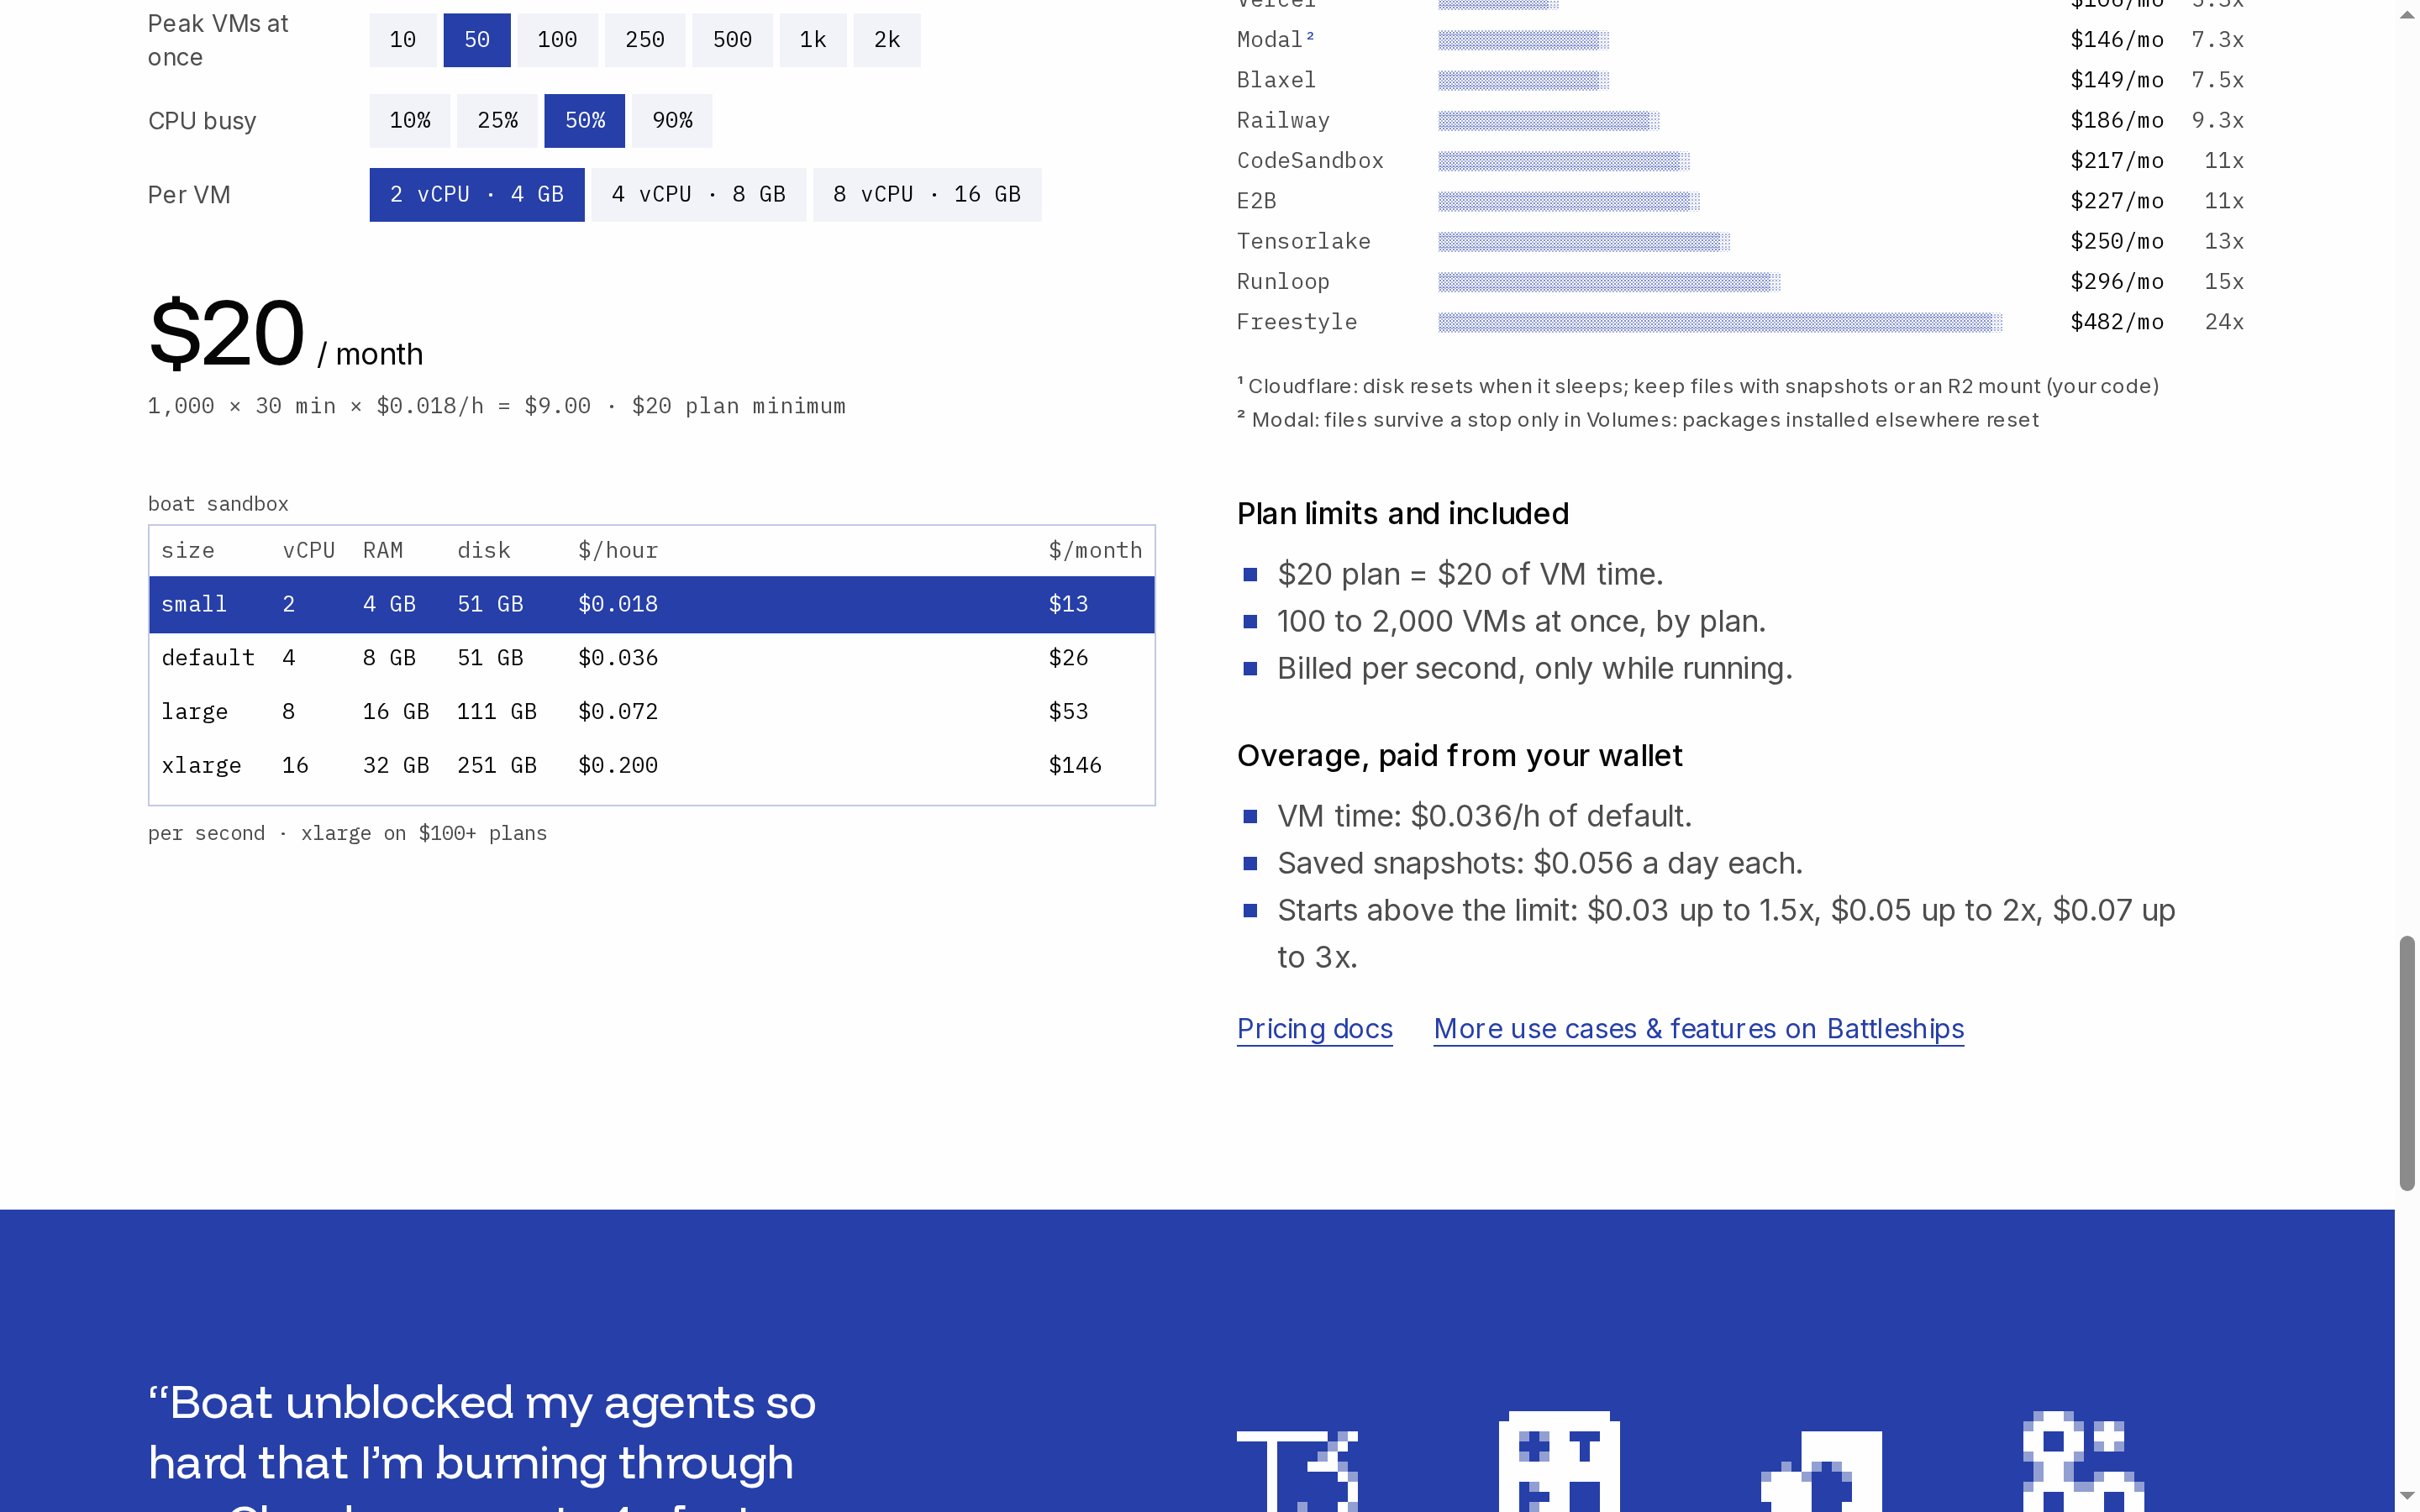 Peak VMs at
once
10 50 100 250 500 1k 2k
CPU busy 10% 25% 50% 90%
Per VM 2 vCPU · 4 GB 4 vCPU · 8 GB 8 vCPU · 16 GB
$20 / month
1,000 × 30 min × $0.018/h = $9.00 · $20 plan minimum
boat sandbox
size vCPU RAM disk $/hour $/month
small 2 4 GB 51 GB $0.018 $13
default 4 8 GB 51 GB $0.036 $26
large 8 16 GB 111 GB $0.072 $53
xlarge 16 32 GB 251 GB $0.200 $146
per second · xlarge on $100+ plans
Modal² $146/mo 7.3x
Blaxel $149/mo 7.5x
Railway $186/mo 9.3x
CodeSandbox $217/mo 11x
E2B $227/mo 11x
Tensorlake $250/mo 13x
Runloop $296/mo 15x
Freestyle $482/mo 24x
¹ Cloudflare: disk resets when it sleeps; keep files with snapshots or an R2 mount (your code)
² Modal: files survive a stop only in Volumes: packages installed elsewhere reset
Plan limits and included
$20 plan = $20 of VM time.
100 to 2,000 VMs at once, by plan.
Billed per second, only while running.
Overage, paid from your wallet
VM time: $0.036/h of default.
Saved snapshots: $0.056 a day each.
Starts above the limit: $0.03 up to 1.5x, $0.05 up to 2x, $0.07 up
to 3x.
Pricing docs More use cases & features on Battleships
“Boat unblocked my agents so
hard that I’m burning through